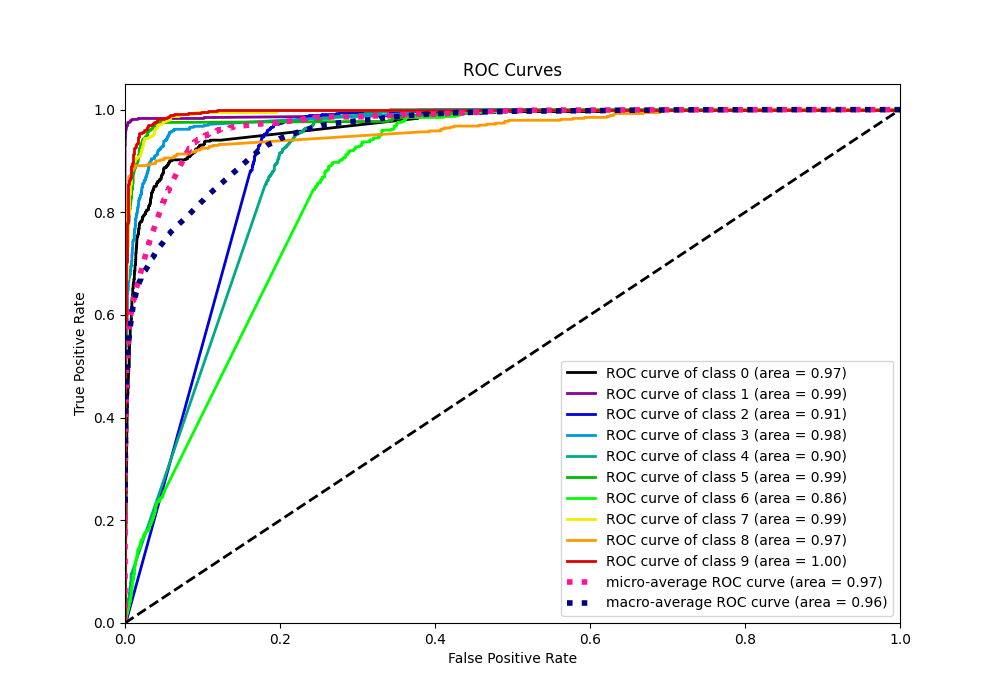 ROC Curves
True Positive Rate
1.0
0.8
0.6
0.4
0.2
0.0
ROC curve of class 0 (area = 0.97)
ROC curve of class 1 (area = 0.99)
ROC curve of class 2 (area = 0.91)
ROC curve of class 3 (area = 0.98)
ROC curve of class 4 (area = 0.90)
ROC curve of class 5 (area = 0.99)
ROC curve of class 6 (area = 0.86)
ROC curve of class 7 (area = 0.99)
ROC curve of class 8 (area = 0.97)
ROC curve of class 9 (area = 1.00)
micro-average ROC curve (area = 0.97)
macro-average ROC curve (area = 0.96)
0.0 0.2 0.4 0.6 0.8 1.0
False Positive Rate